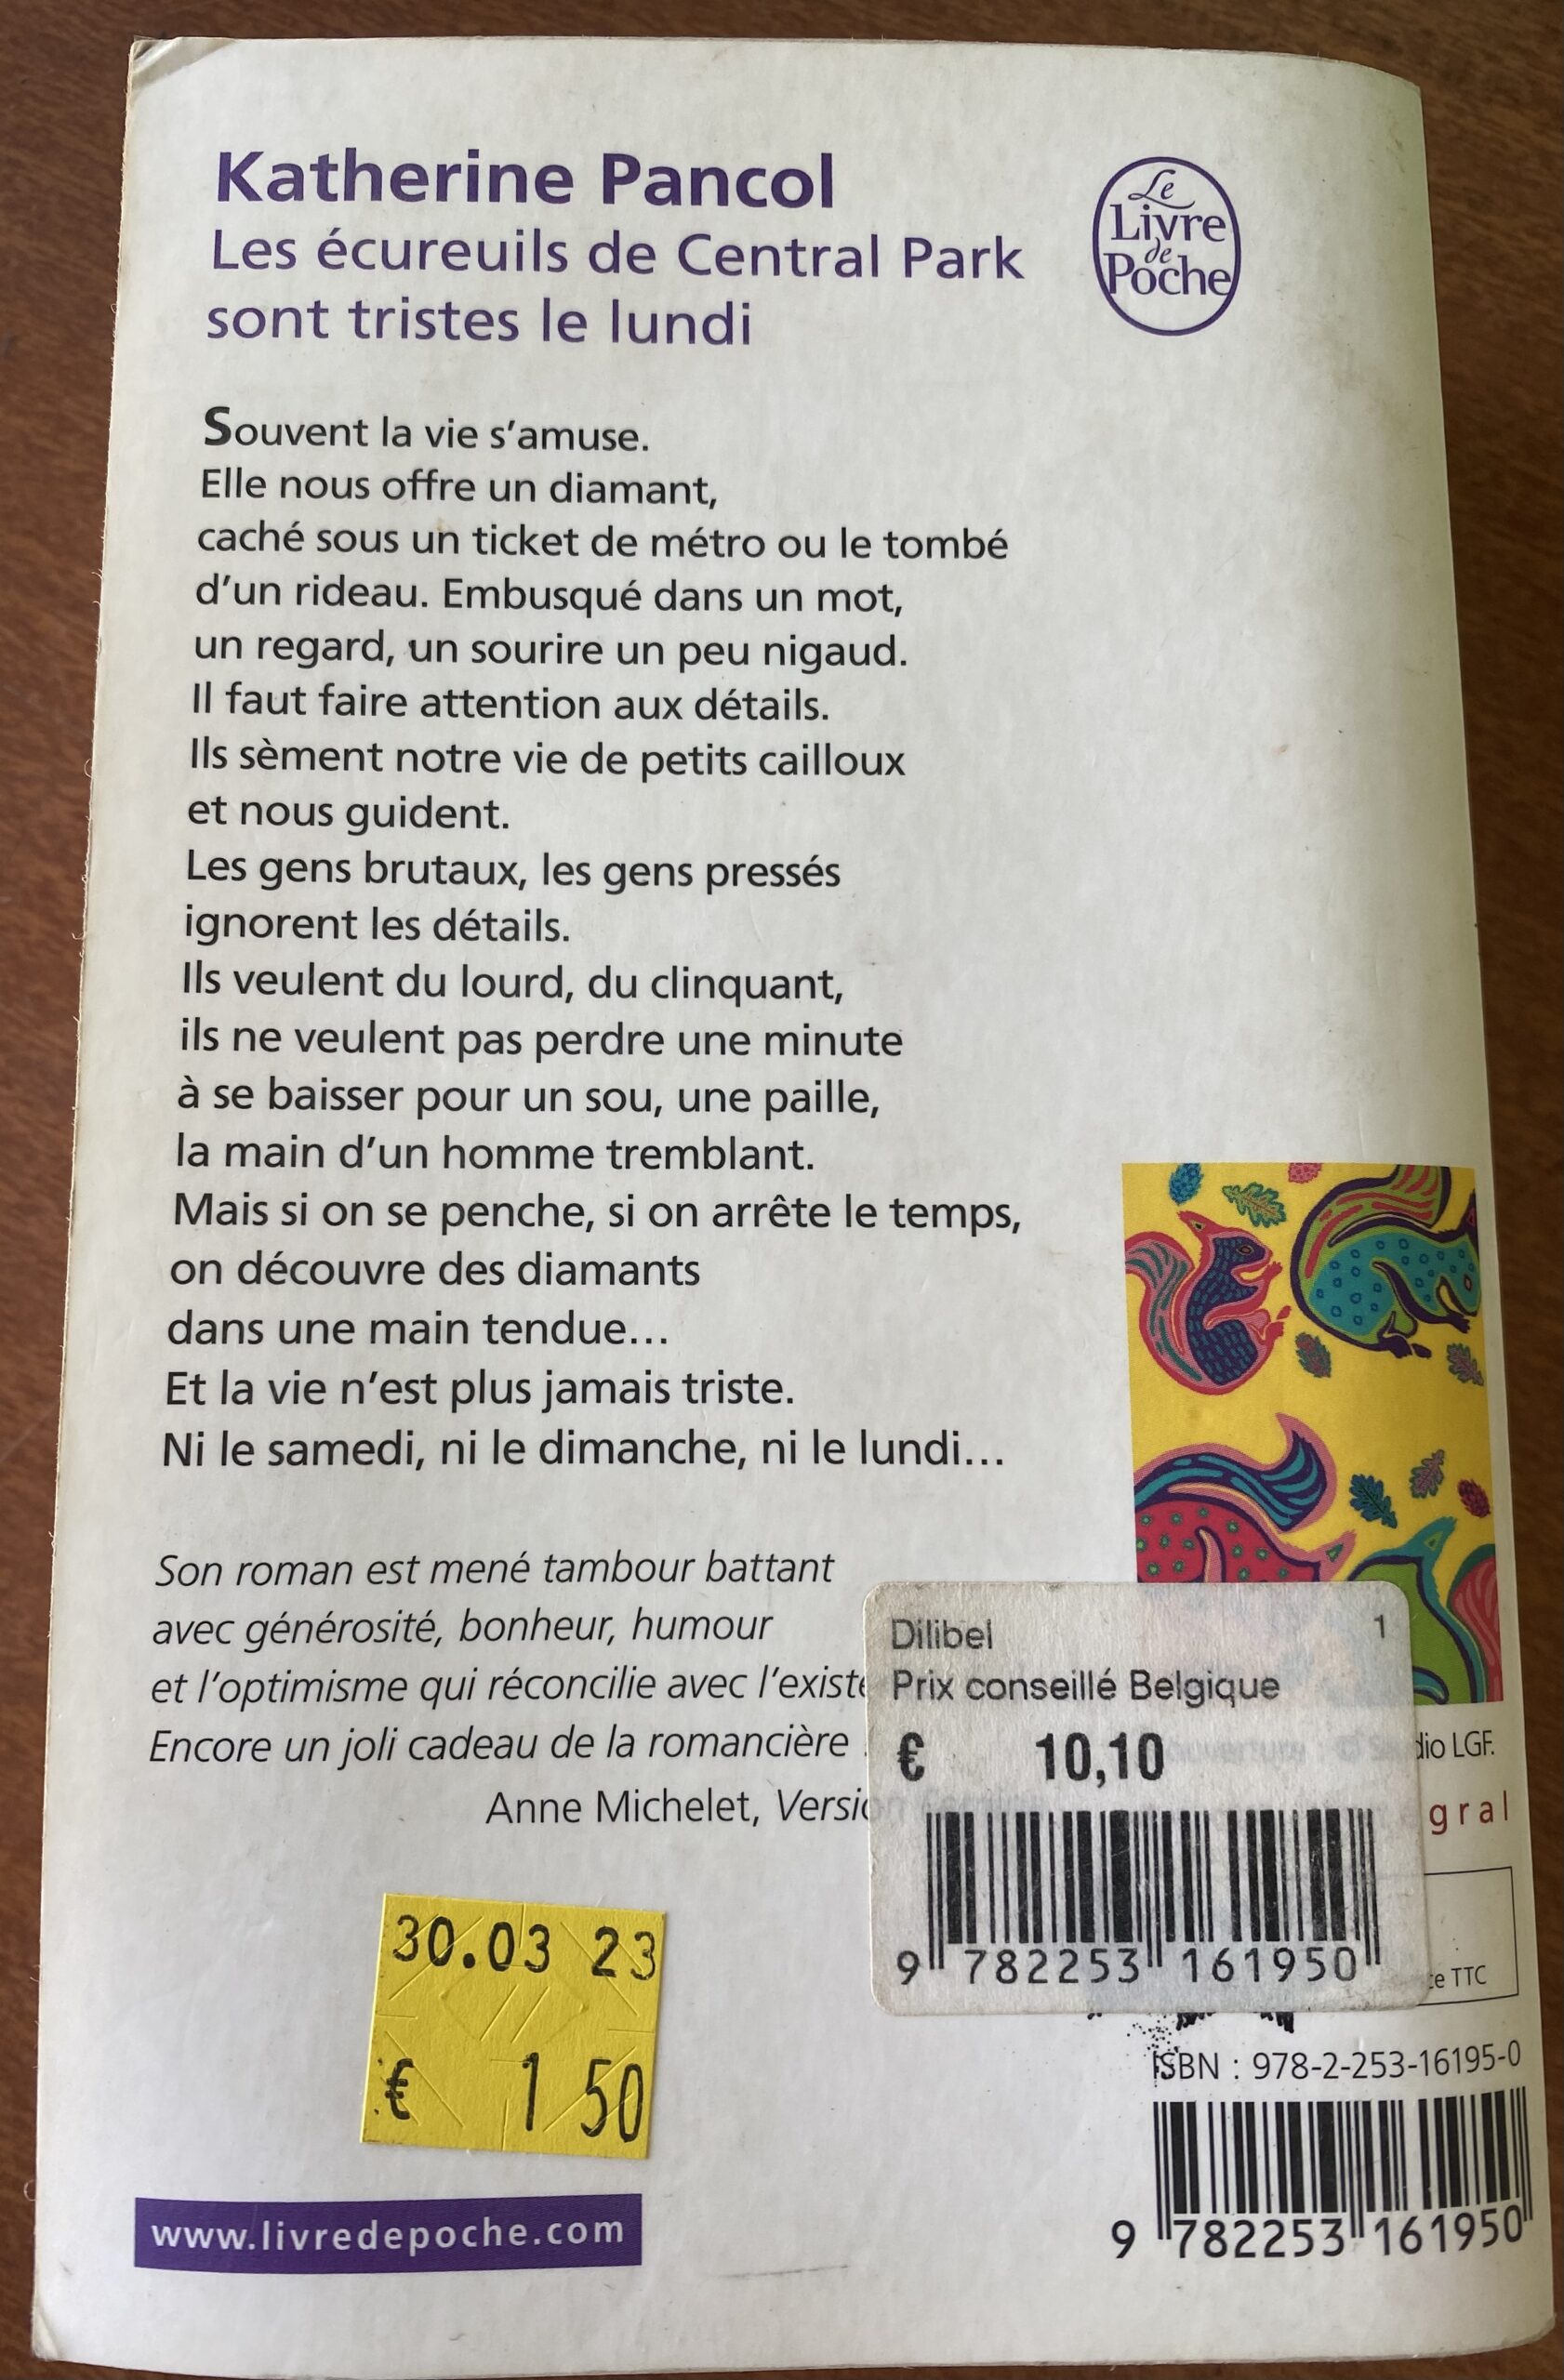 Katherine Pancol
Les écureuils de Central Park
sont tristes le lundi
Le
Livre
de
Poche
Souvent la vie s'amuse.
Elle nous offre un diamant,
caché sous un ticket de métro ou le tombé
d'un rideau. Embusqué dans un mot,
un regard, un sourire un peu nigaud.
Il faut faire attention aux détails.
Ils sèment notre vie de petits cailloux
et nous guident.
Les gens brutaux, les gens pressés
ignorent les détails.
Ils veulent du lourd, du clinquant,
ils ne veulent pas perdre une minute
à se baisser pour un sou, une paille,
la main d'un homme tremblant.
Mais si on se penche, si on arrête le temps,
on découvre des diamants
dans une main tendue...
Et la vie n'est plus jamais triste.
Ni le samedi, ni le dimanche, ni le lundi...
Son roman est mené tambour battant
avec générosité, bonheur, humour
et l'optimisme qui réconcilie avec l'existe
Encore un joli cadeau de la romancière
Anne Michelet, Versio
Dilibel 1
Prix conseillé Belgique
€ 10,10
9 782253 161950
dio LGF.
gral
ce TTC
30.03 23
€ 1 50
ISBN : 978-2-253-16195-0
9 782253 161950
www.livredepoche.com